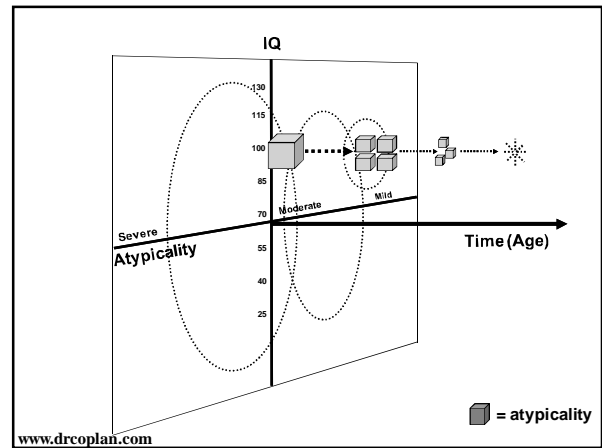 IQ
130
115
100
85
Moderate
Mild
70
Severe
Time (Age)
Atypicality
55
40
25
= atypicality
www.drcoplan.com